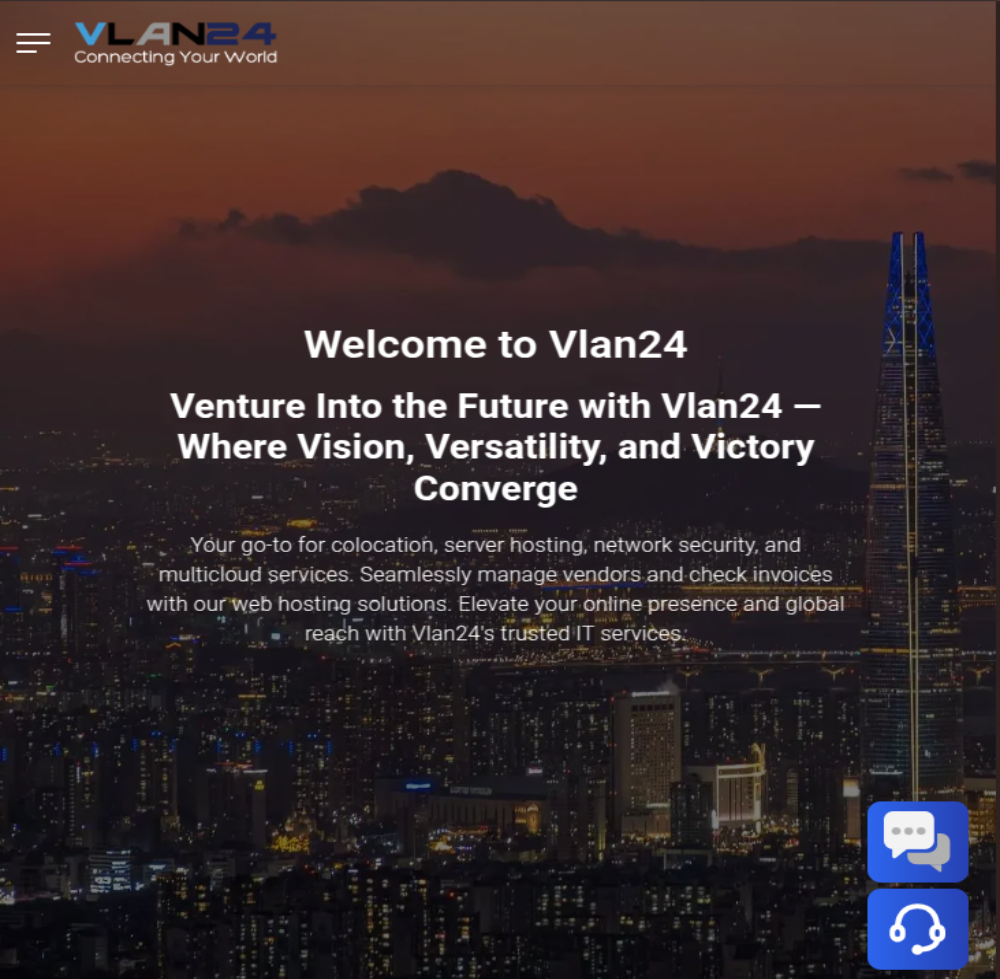 VLAN24
Connecting Your World
Welcome to Vlan24
Venture Into the Future with Vlan24 —
Where Vision, Versatility, and Victory
Converge
Your go-to for colocation, server hosting, network security, and
multicloud services. Seamlessly manage vendors and check invoices
with our web hosting solutions. Elevate your online presence and global
reach with Vlan24's trusted IT services.